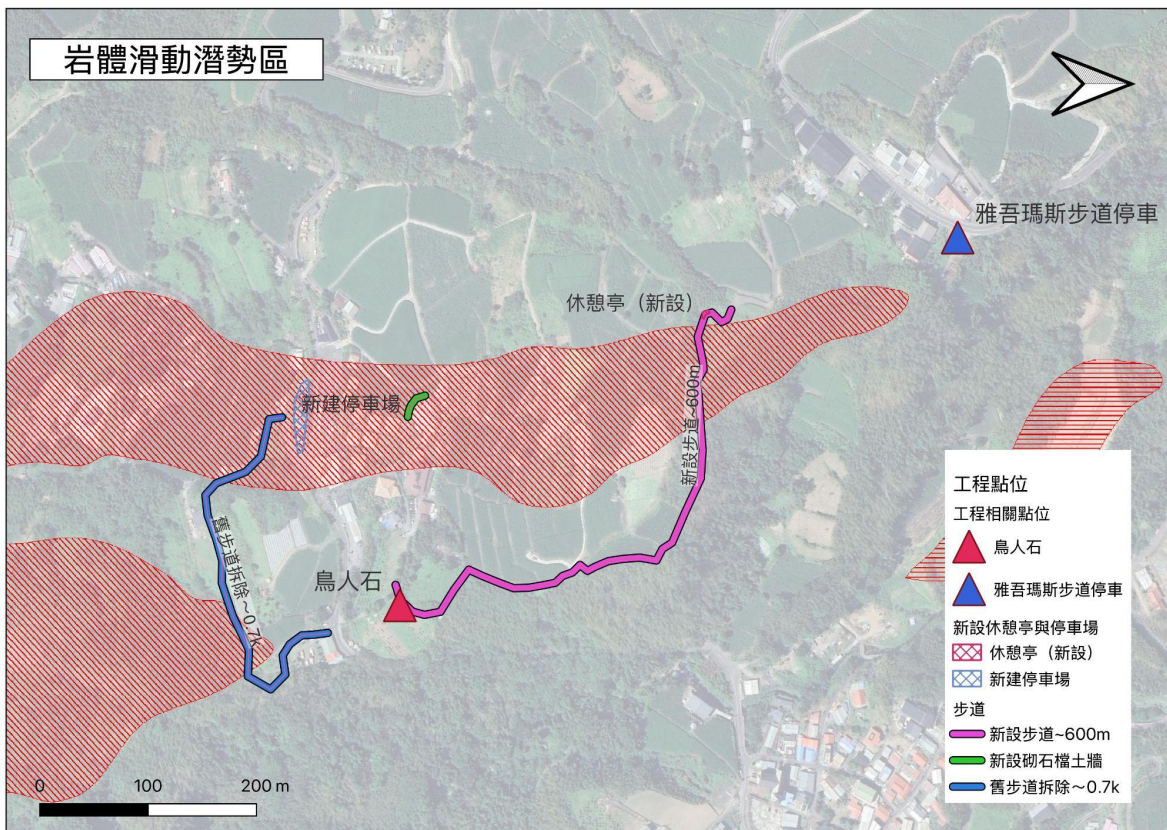 岩體滑動潛勢區
雅吾瑪斯步道停車
休憩亭（新設）
新建停車場
新設步道~600m
舊步道拆除～0.7k
鳥人石
工程點位
工程相關點位
鳥人石
雅吾瑪斯步道停車
新設休憩亭與停車場
休憩亭（新設）
新建停車場
步道
新設步道~600m
新設砌石檔土牆
舊步道拆除～0.7k
0 100 200 m